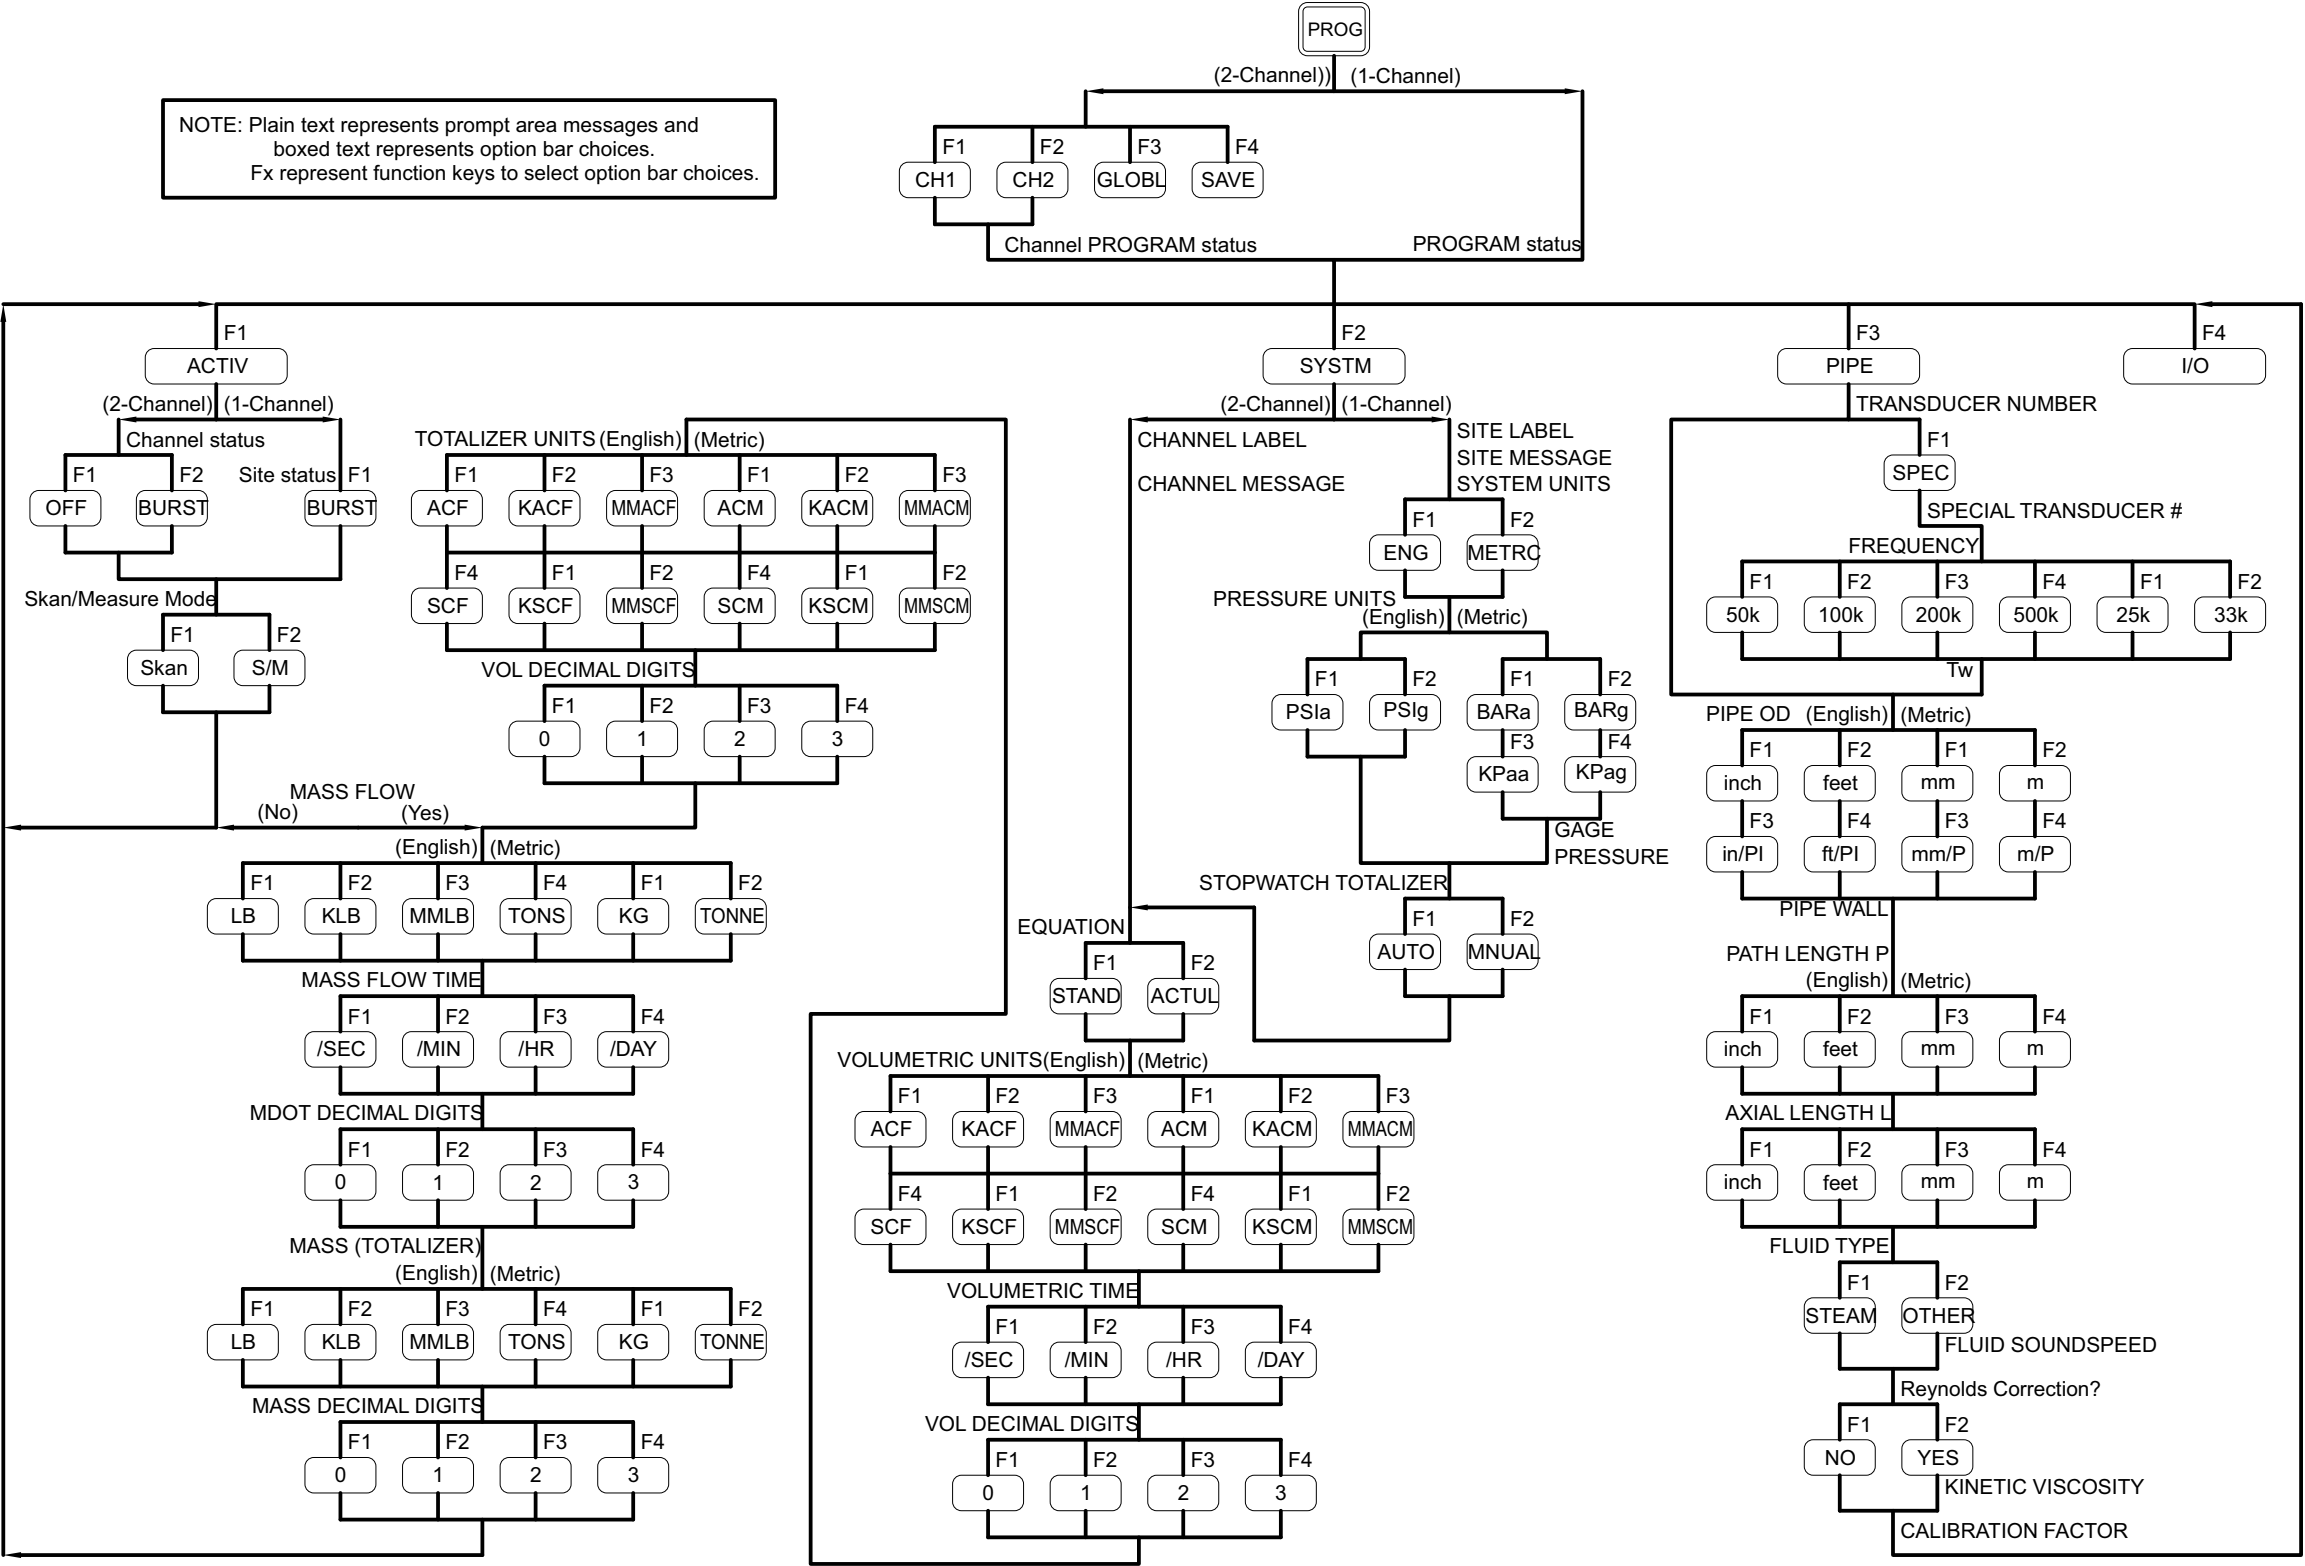 PROG
(2-Channel)) (1-Channel)
NOTE: Plain text represents prompt area messages and
boxed text represents option bar choices.
Fx represent function keys to select option bar choices.
F1 F2 F3 F4
CH1 CH2 GLOBL SAVE
Channel PROGRAM status PROGRAM status
F1
ACTIV
(2-Channel) (1-Channel)
Channel status
F1 F2 Site status F1
OFF BURST BURST
Skan/Measure Mode
F1 F2
Skan S/M
TOTALIZER UNITS (English) (Metric)
F1 F2 F3 F1 F2 F3
ACF KACF MMACF ACM KACM MMACM
F4 F1 F2 F4 F1 F2
SCF KSCF MMSCF SCM KSCM MMSCM
VOL DECIMAL DIGITS
F1 F2 F3 F4
0 1 2 3
MASS FLOW
(No) (Yes)
(English) (Metric)
F1 F2 F3 F4 F1 F2
LB KLB MMLB TONS KG TONNE
MASS FLOW TIME
F1 F2 F3 F4
/SEC /MIN /HR /DAY
MDOT DECIMAL DIGITS
F1 F2 F3 F4
0 1 2 3
MASS (TOTALIZER)
(English) (Metric)
F1 F2 F3 F4 F1 F2
LB KLB MMLB TONS KG TONNE
MASS DECIMAL DIGITS
F1 F2 F3 F4
0 1 2 3
F2
SYSTM
(2-Channel) (1-Channel)
CHANNEL LABEL
CHANNEL MESSAGE
SITE LABEL
SITE MESSAGE
SYSTEM UNITS
F1 F2
ENG METRC
PRESSURE UNITS
(English) (Metric)
F1 F2 F1 F2
PSIa PSIg BARa BARg
F3 F4
KPaa KPag
GAGE
PRESSURE
STOPWATCH TOTALIZER
F1 F2
AUTO MNUAL
EQUATION
F1 F2
STAND ACTUL
VOLUMETRIC UNITS(English) (Metric)
F1 F2 F3 F1 F2 F3
ACF KACF MMACF ACM KACM MMACM
F4 F1 F2 F4 F1 F2
SCF KSCF MMSCF SCM KSCM MMSCM
VOLUMETRIC TIME
F1 F2 F3 F4
/SEC /MIN /HR /DAY
VOL DECIMAL DIGITS
F1 F2 F3 F4
0 1 2 3
F3
PIPE
TRANSDUCER NUMBER
F1
SPEC
SPECIAL TRANSDUCER #
FREQUENCY
F1 F2 F3 F4 F1 F2
50k 100k 200k 500k 25k 33k
Tw
PIPE OD (English) (Metric)
F1 F2 F1 F2
inch feet mm m
F3 F4 F3 F4
in/PI ft/PI mm/P m/P
PIPE WALL
PATH LENGTH P
(English) (Metric)
F1 F2 F3 F4
inch feet mm m
AXIAL LENGTH L
F1 F2 F3 F4
inch feet mm m
FLUID TYPE
F1 F2
STEAM OTHER
FLUID SOUNDSPEED
Reynolds Correction?
F1 F2
NO YES
KINETIC VISCOSITY
CALIBRATION FACTOR
F4
I/O